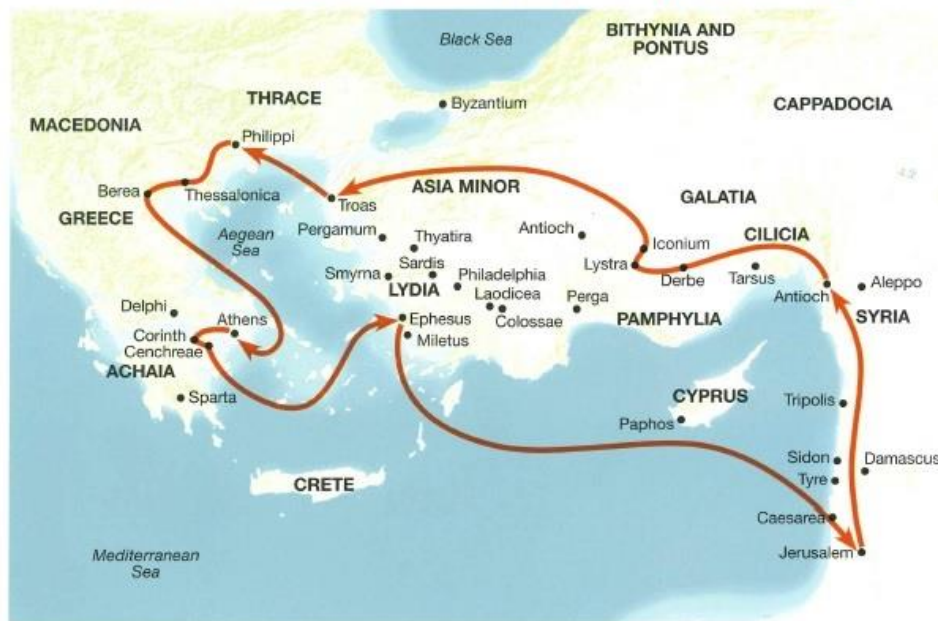 Black Sea
BITHYNIA AND
PONTUS
THRACE
Byzantium
CAPPADOCIA
MACEDONIA
Philippi
Berea
Thessalonica
Troas
ASIA MINOR
GALATIA
GREECE
Aegean
Sea
Pergamum
Thyatira
Antioch
Iconium
CILICIA
Smyrna
Sardis
Lystra
Derbe
Tarsus
Antioch
Aleppo
LYDIA
Philadelphia
Laodicea
Colossae
Perga
PAMPHYLIA
SYRIA
Delphi
Athens
Corinth
Cenchreae
Ephesus
Miletus
ACHAIA
Sparta
CYPRUS
Paphos
Tripolis
Sidon
Damascus
Tyre
CRETE
Caesarea
Jerusalem
Mediterranean
Sea